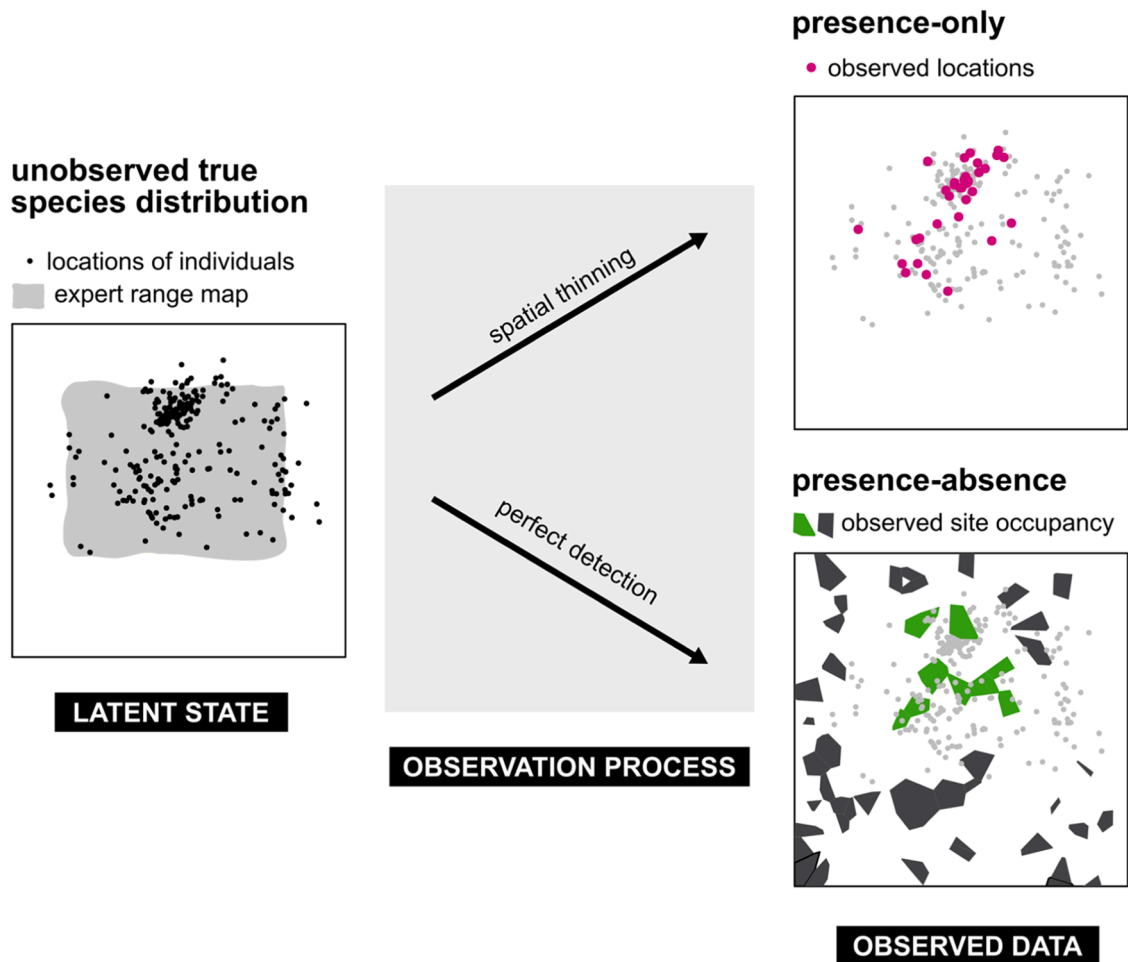 unobserved true
species distribution
locations of individuals
expert range map
LATENT STATE
spatial thinning
perfect detection
OBSERVATION PROCESS
presence-only
observed locations
presence-absence
observed site occupancy
OBSERVED DATA